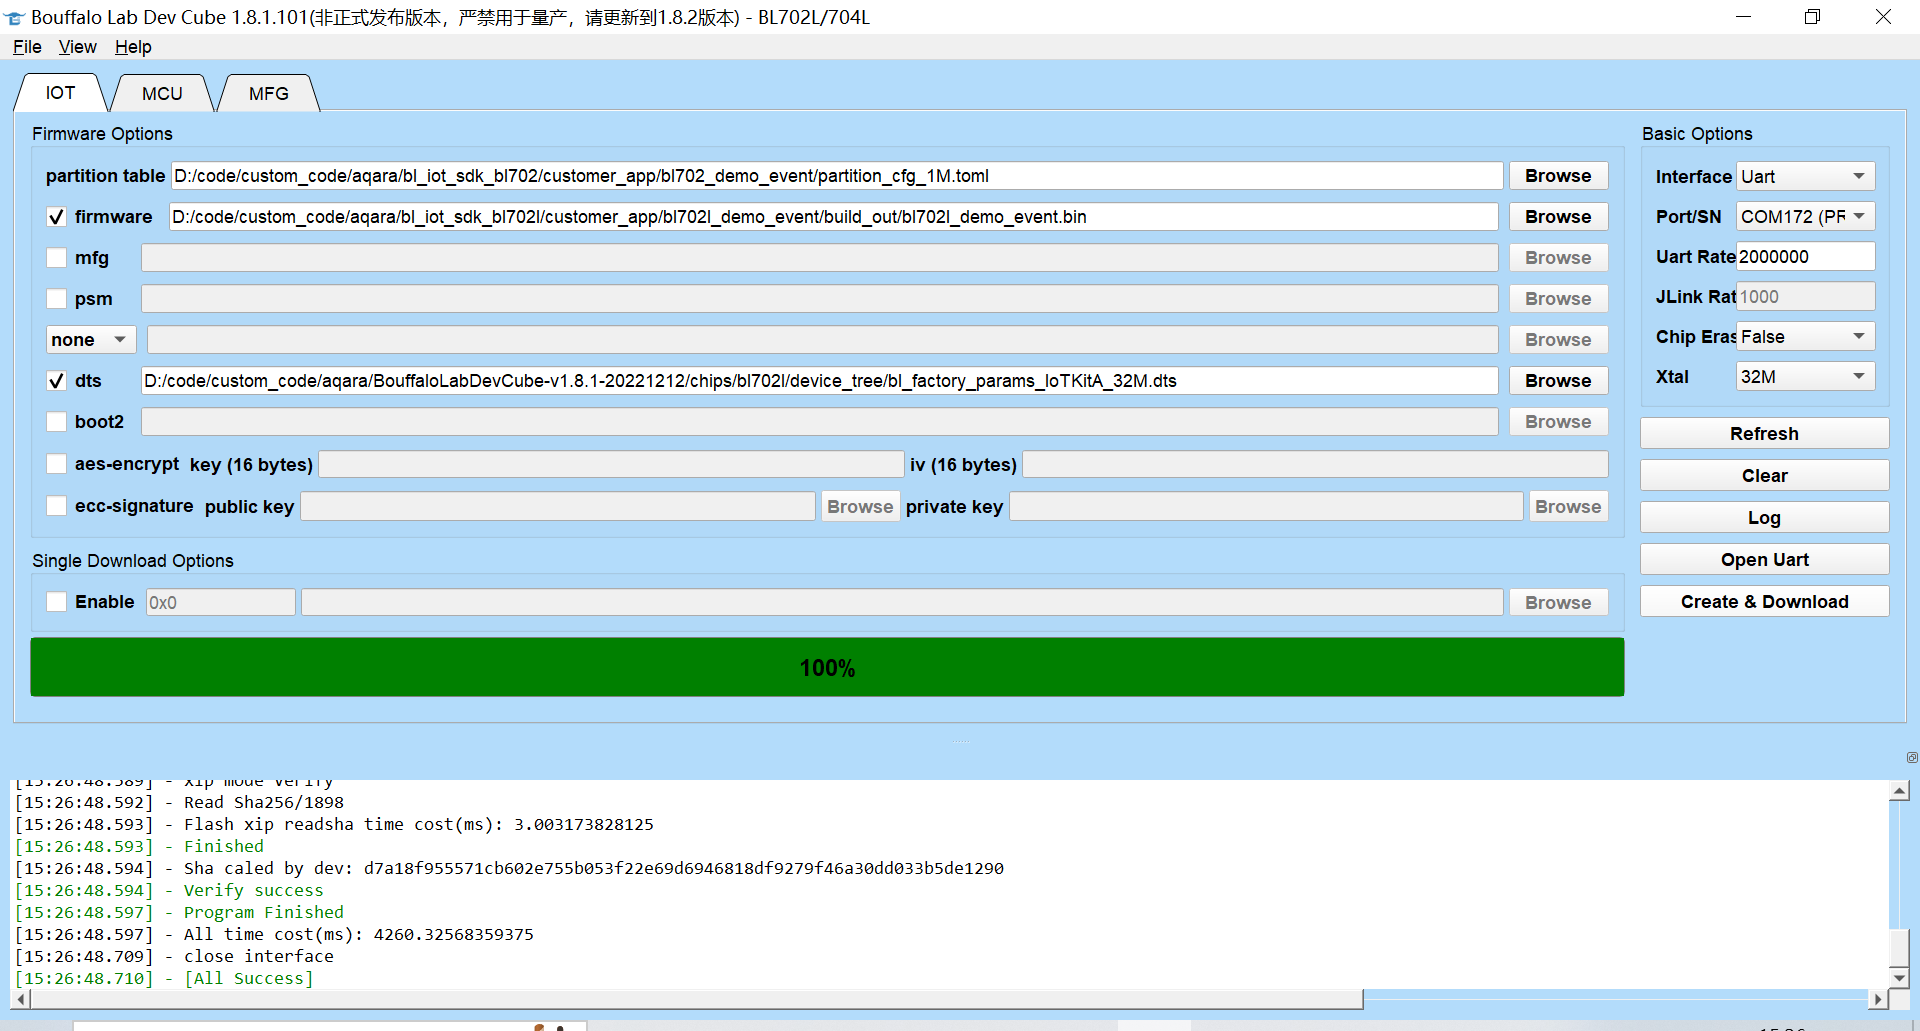 Bouffalo Lab Dev Cube 1.8.1.101(非正式发布版本，严禁用于量产，请更新到1.8.2版本) - BL702L/704L
File View Help
IOT MCU MFG
Firmware Options
partition table D:/code/custom_code/aqara/bl_iot_sdk_bl702/customer_app/bl702_demo_event/partition_cfg_1M.toml Browse
firmware D:/code/custom_code/aqara/bl_iot_sdk_bl702l/customer_app/bl702l_demo_event/build_out/bl702l_demo_event.bin Browse
mfg Browse
psm Browse
none Browse
dts D:/code/custom_code/aqara/BouffaloLabDevCube-v1.8.1-20221212/chips/bl702l/device_tree/bl_factory_params_IoTKitA_32M.dts Browse
boot2 Browse
aes-encrypt key (16 bytes) iv (16 bytes)
ecc-signature public key Browse private key Browse
Single Download Options
Enable 0x0 Browse
100%
Basic Options
Interface Uart
Port/SN COM172 (PR
Uart Rate 2000000
JLink Rat 1000
Chip Eras False
Xtal 32M
Refresh
Clear
Log
Open Uart
Create & Download
[15:26:48.589] - xip mode Verify
[15:26:48.592] - Read Sha256/1898
[15:26:48.593] - Flash xip readsha time cost(ms): 3.003173828125
[15:26:48.593] - Finished
[15:26:48.594] - Sha caled by dev: d7a18f955571cb602e755b053f22e69d6946818df9279f46a30dd033b5de1290
[15:26:48.594] - Verify success
[15:26:48.597] - Program Finished
[15:26:48.597] - All time cost(ms): 4260.32568359375
[15:26:48.709] - close interface
[15:26:48.710] - [All Success]